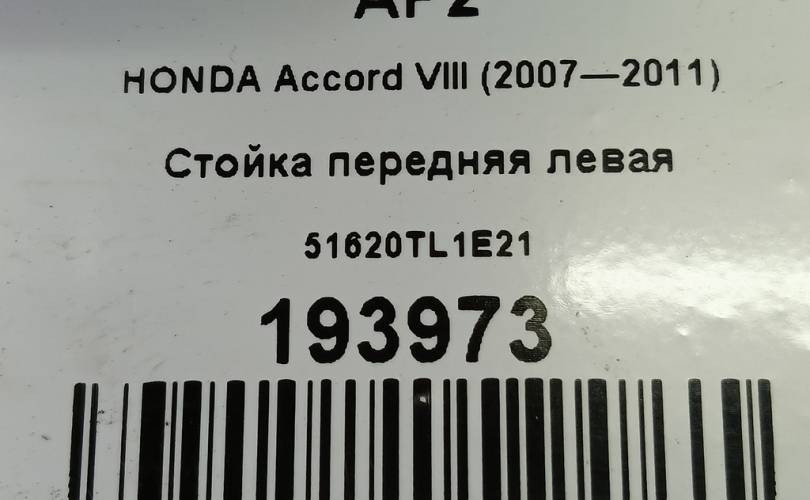 HONDA Accord VIII (2007—2011)
Стойка передняя левая
51620TL1E21
193973